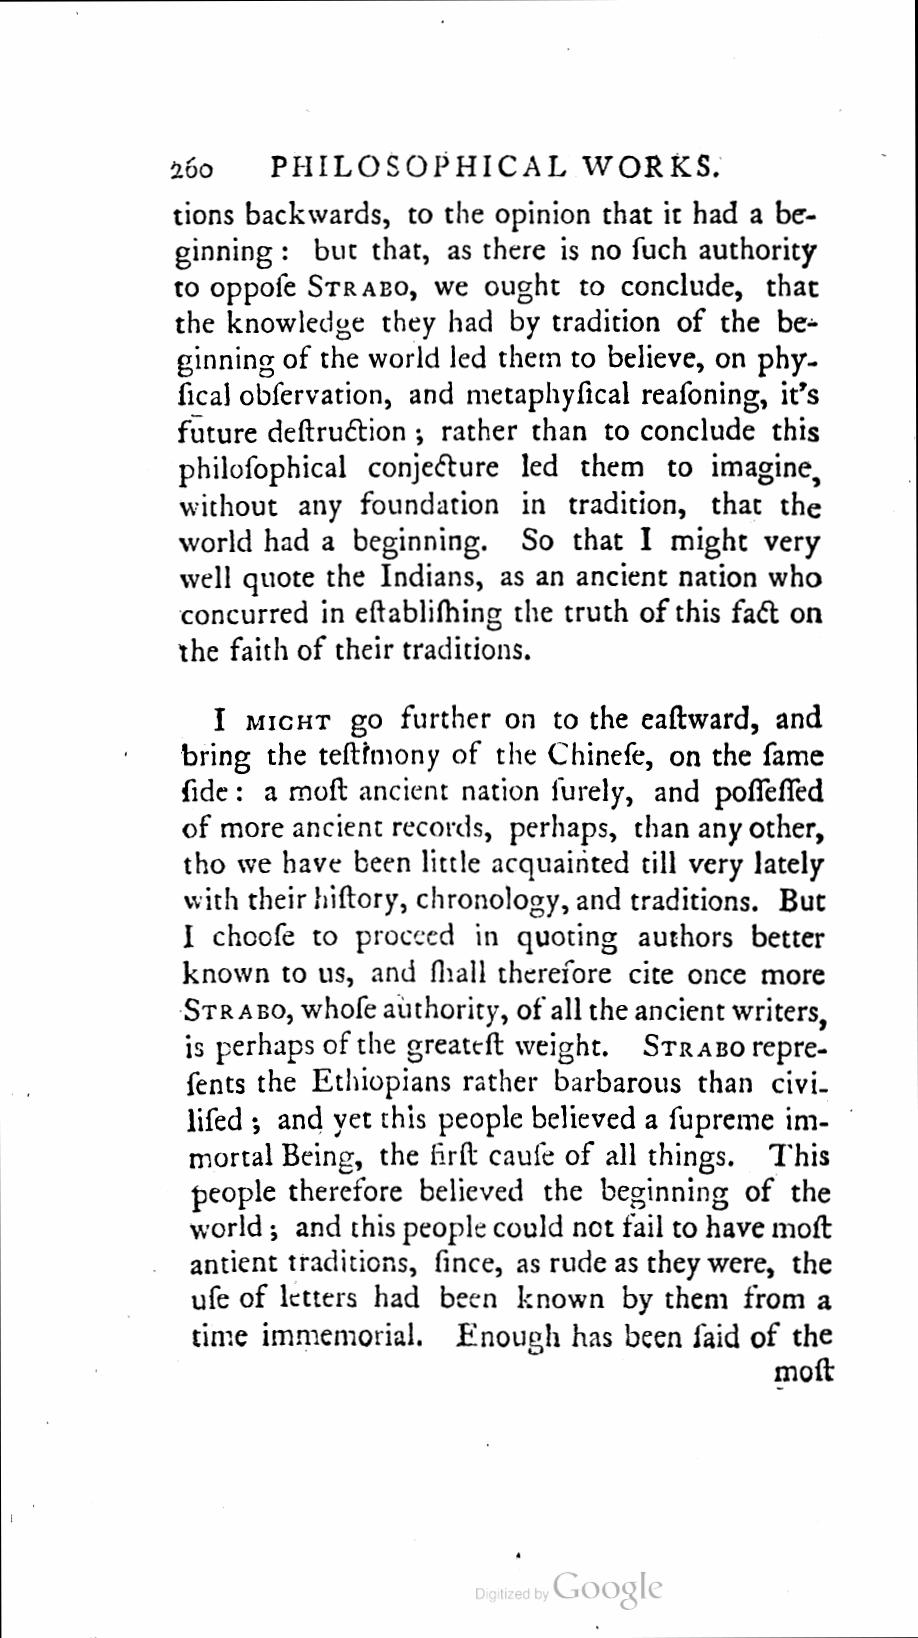 260 PHILOSOPHICAL WORKS.
tions backwards, to the opinion that it had a be-
ginning : but that, as there is no ſuch authority
to oppoſe STRABO, we ought to conclude, that
the knowledge they had by tradition of the be-
ginning of the world led them to believe, on phy-
ſical obſervation, and metaphyſical reaſoning, it's
future deſtruction ; rather than to conclude this
philoſophical conjecture led them to imagine,
without any foundation in tradition, that the
world had a beginning. So that I might very
well quote the Indians, as an ancient nation who
concurred in eſtabliſhing the truth of this fact on
the faith of their traditions.
I MIGHT go further on to the eaſtward, and
bring the teſtimony of the Chineſe, on the ſame
ſide : a moſt ancient nation ſurely, and poſſeſſed
of more ancient records, perhaps, than any other,
tho we have been little acquainted till very lately
with their hiſtory, chronology, and traditions. But
I chooſe to proceed in quoting authors better
known to us, and ſhall therefore cite once more
STRABO, whoſe authority, of all the ancient writers,
is perhaps of the greateſt weight. STRABO repre-
ſents the Ethiopians rather barbarous than civi-
liſed ; and yet this people believed a ſupreme im-
mortal Being, the firſt cauſe of all things. This
people therefore believed the beginning of the
world ; and this people could not fail to have moſt
antient traditions, ſince, as rude as they were, the
uſe of letters had been known by them from a
time immemorial. Enough has been ſaid of the
moſt
Digitized by Google